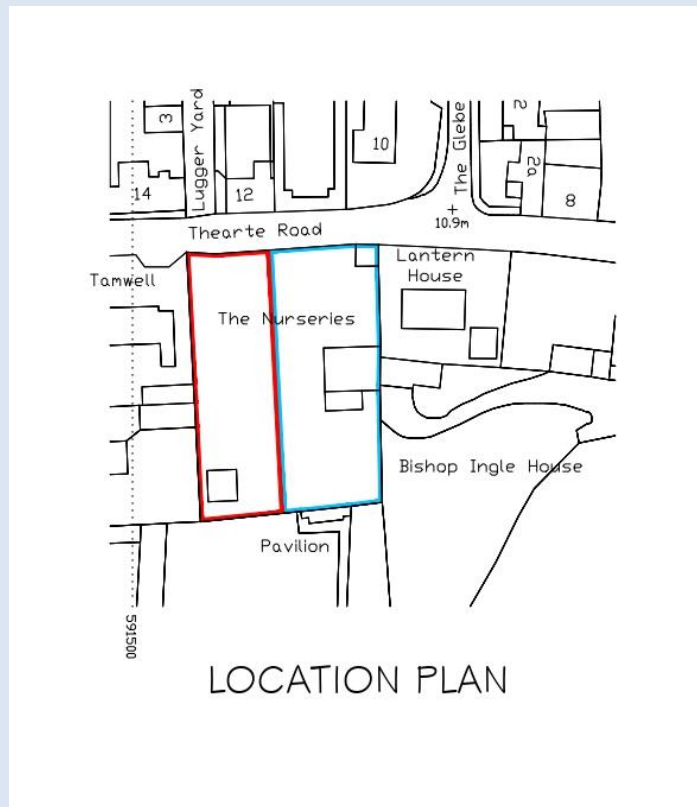 3
Lugger Yard
14
12
10
The Glebe
2
2a
8
10.9m
Thearte Road
Tamwell
Lantern
House
The Nurseries
Bishop Ingle House
Pavilion
591500
LOCATION PLAN